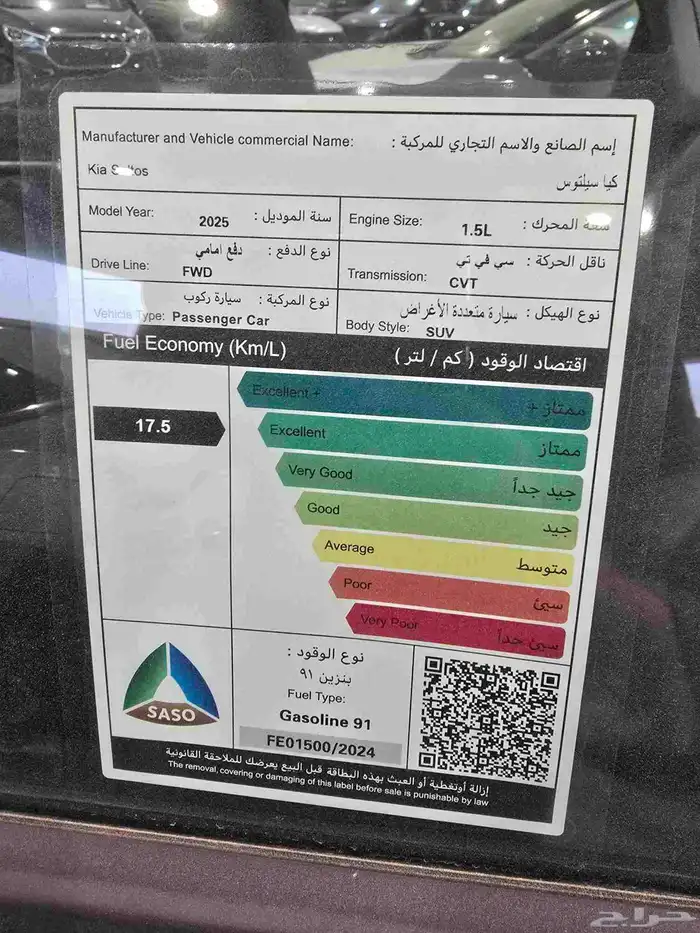 Manufacturer and Vehicle commercial Name: إسم الصانع والاسم التجاري للمركبة :
Kia كيا سيلتوس
Model Year: 2025 سنة الموديل :
Engine Size: 1.5L سعة المحرك :
Drive Line: FWD دفع امامي نوع الدفع :
Transmission: CVT سي في تي ناقل الحركة :
Vehicle Type: Passenger Car سيارة ركوب نوع المركبة :
Body Style: SUV سيارة متعددة الأغراض نوع الهيكل :
Fuel Economy (Km/L) اقتصاد الوقود ( كم / لتر )
17.5
Excellent + ممتاز +
Excellent ممتاز
Very Good جيد جداً
Good جيد
Average متوسط
Poor سيئ
Very Poor سيئ جداً
SASO
نوع الوقود :
بنزين ٩١
Fuel Type:
Gasoline 91
FE01500/2024
إزالة أوتغطية أو العبث بهذه البطاقة قبل البيع يعرضك للملاحقة القانونية
The removal, covering or damaging of this label before sale is punishable by law
حراج